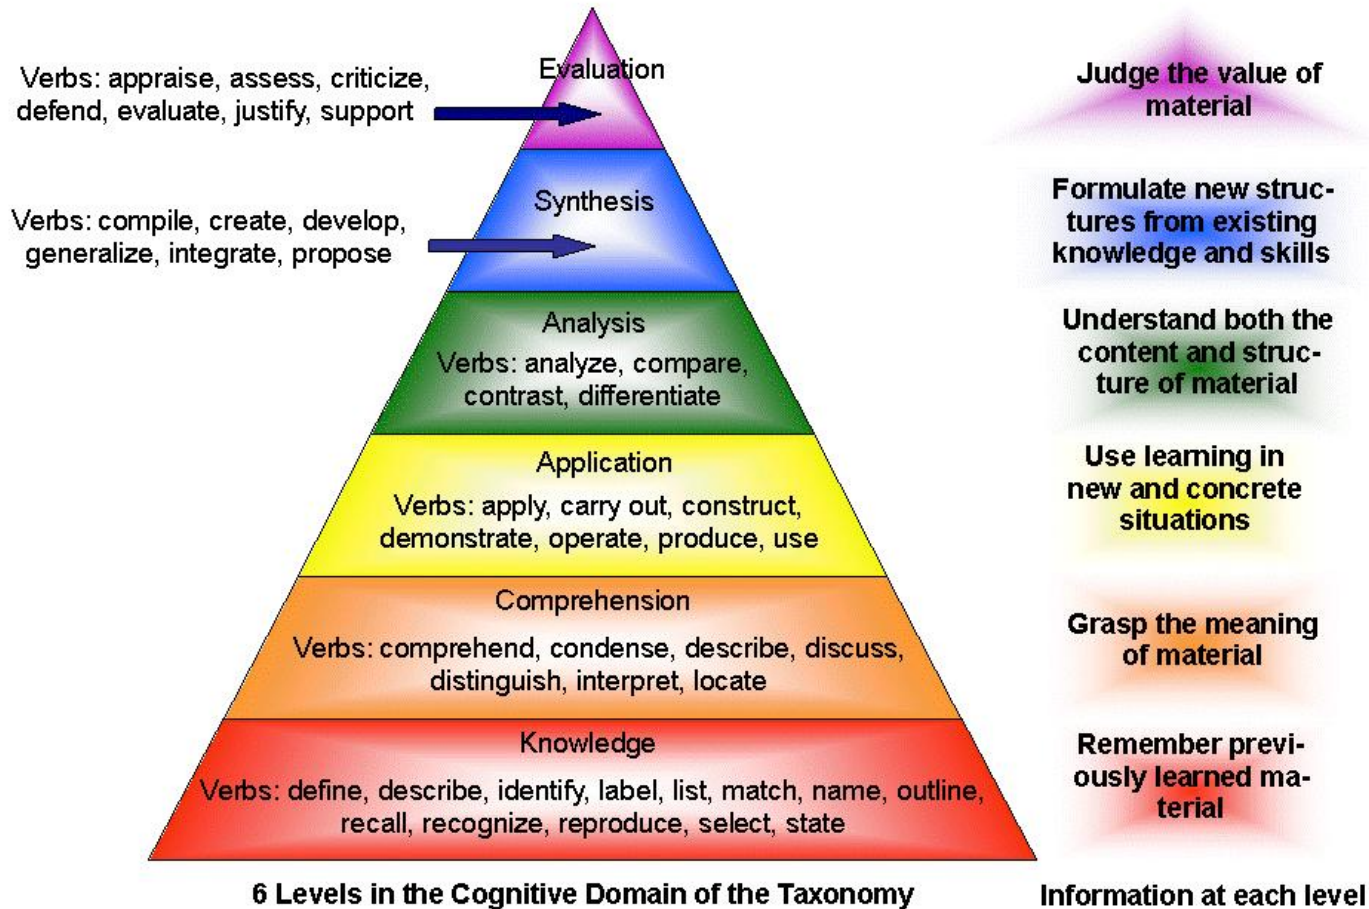 Evaluation
Verbs: appraise, assess, criticize,
defend, evaluate, justify, support
Judge the value of
material
Synthesis
Verbs: compile, create, develop,
generalize, integrate, propose
Formulate new struc-
tures from existing
knowledge and skills
Analysis
Verbs: analyze, compare,
contrast, differentiate
Understand both the
content and struc-
ture of material
Application
Verbs: apply, carry out, construct,
demonstrate, operate, produce, use
Use learning in
new and concrete
situations
Comprehension
Verbs: comprehend, condense, describe, discuss,
distinguish, interpret, locate
Grasp the meaning
of material
Knowledge
Verbs: define, describe, identify, label, list, match, name, outline,
recall, recognize, reproduce, select, state
Remember previ-
ously learned ma-
terial
6 Levels in the Cognitive Domain of the Taxonomy
Information at each level